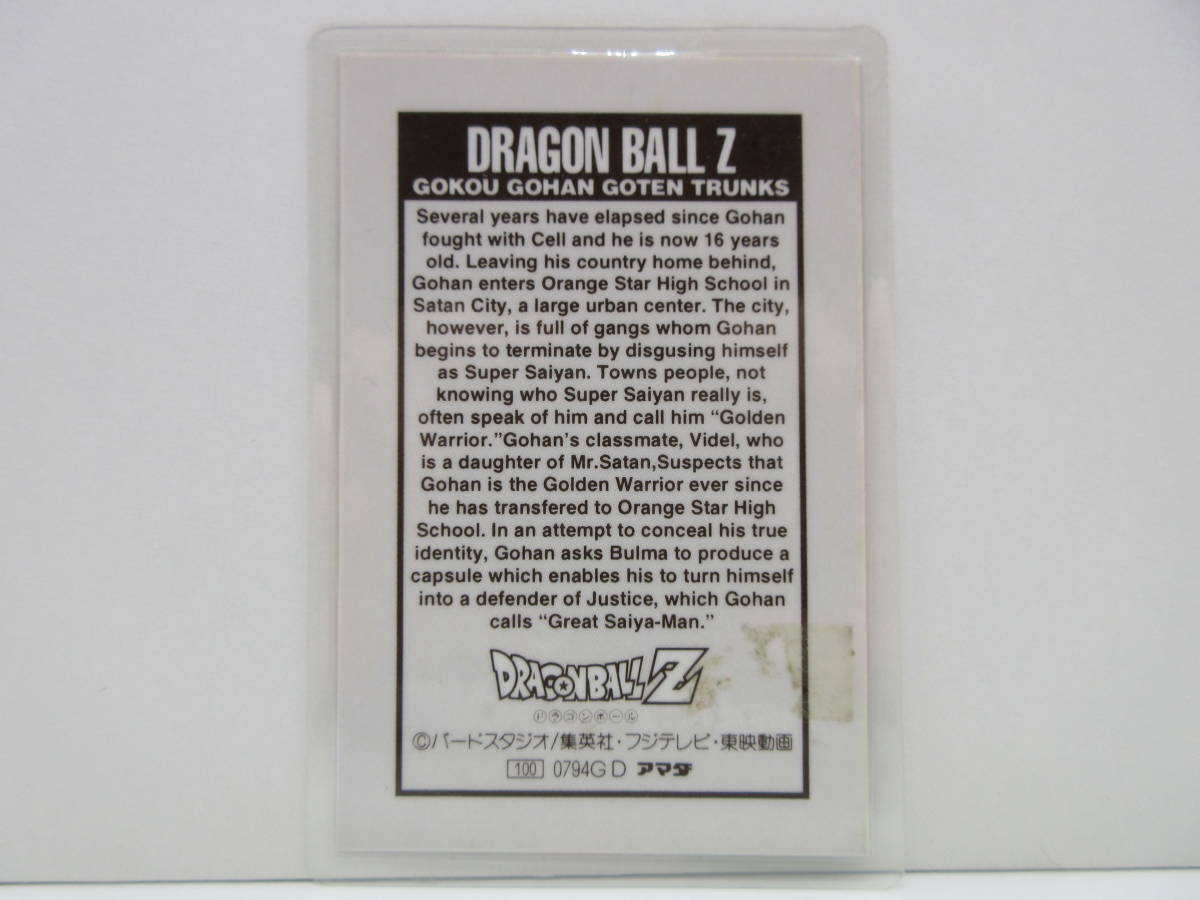 DRAGON BALL Z
GOKOU GOHAN GOTEN TRUNKS
Several years have elapsed since Gohan
fought with Cell and he is now 16 years
old. Leaving his country home behind,
Gohan enters Orange Star High School in
Satan City, a large urban center. The city,
however, is full of gangs whom Gohan
begins to terminate by disgusing himself
as Super Saiyan. Towns people, not
knowing who Super Saiyan really is,
often speak of him and call him “Golden
Warrior.”Gohan's classmate, Videl, who
is a daughter of Mr.Satan,Suspects that
Gohan is the Golden Warrior ever since
he has transfered to Orange Star High
School. In an attempt to conceal his true
identity, Gohan asks Bulma to produce a
capsule which enables his to turn himself
into a defender of Justice, which Gohan
calls “Great Saiya-Man.”
DRAGONBALL Z
ドラゴンボール
©バードスタジオ/集英社・フジテレビ・東映動画
100 0794G D アマダ